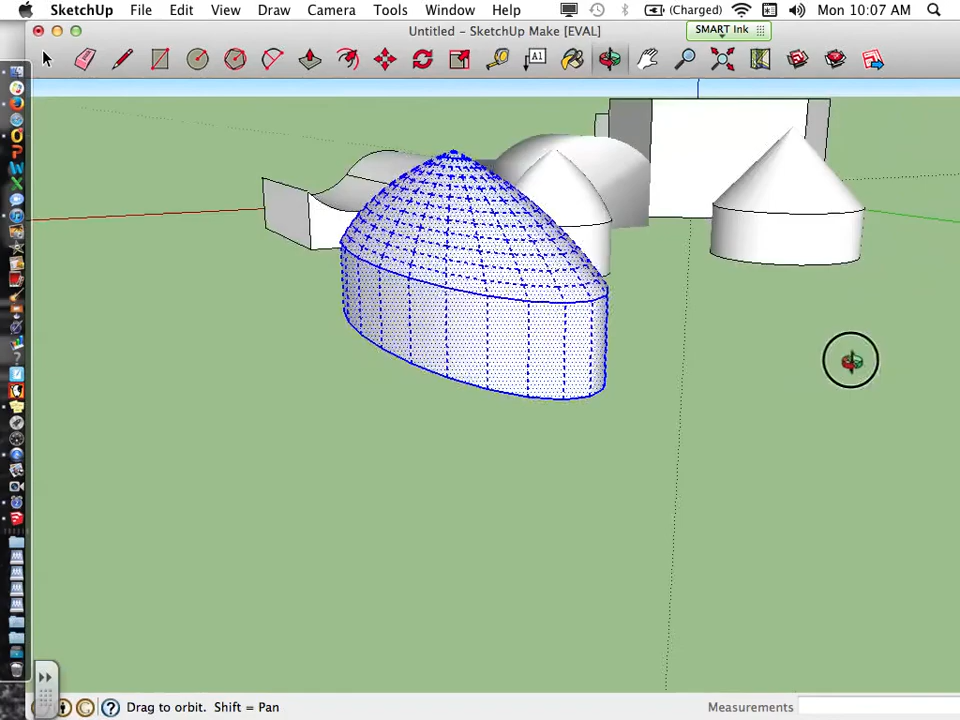 SketchUp File Edit View Draw Camera Tools Window Help (Charged) Mon 10:07 AM
Untitled - SketchUp Make [EVAL]
SMART Ink
A1
Drag to orbit. Shift = Pan
Measurements